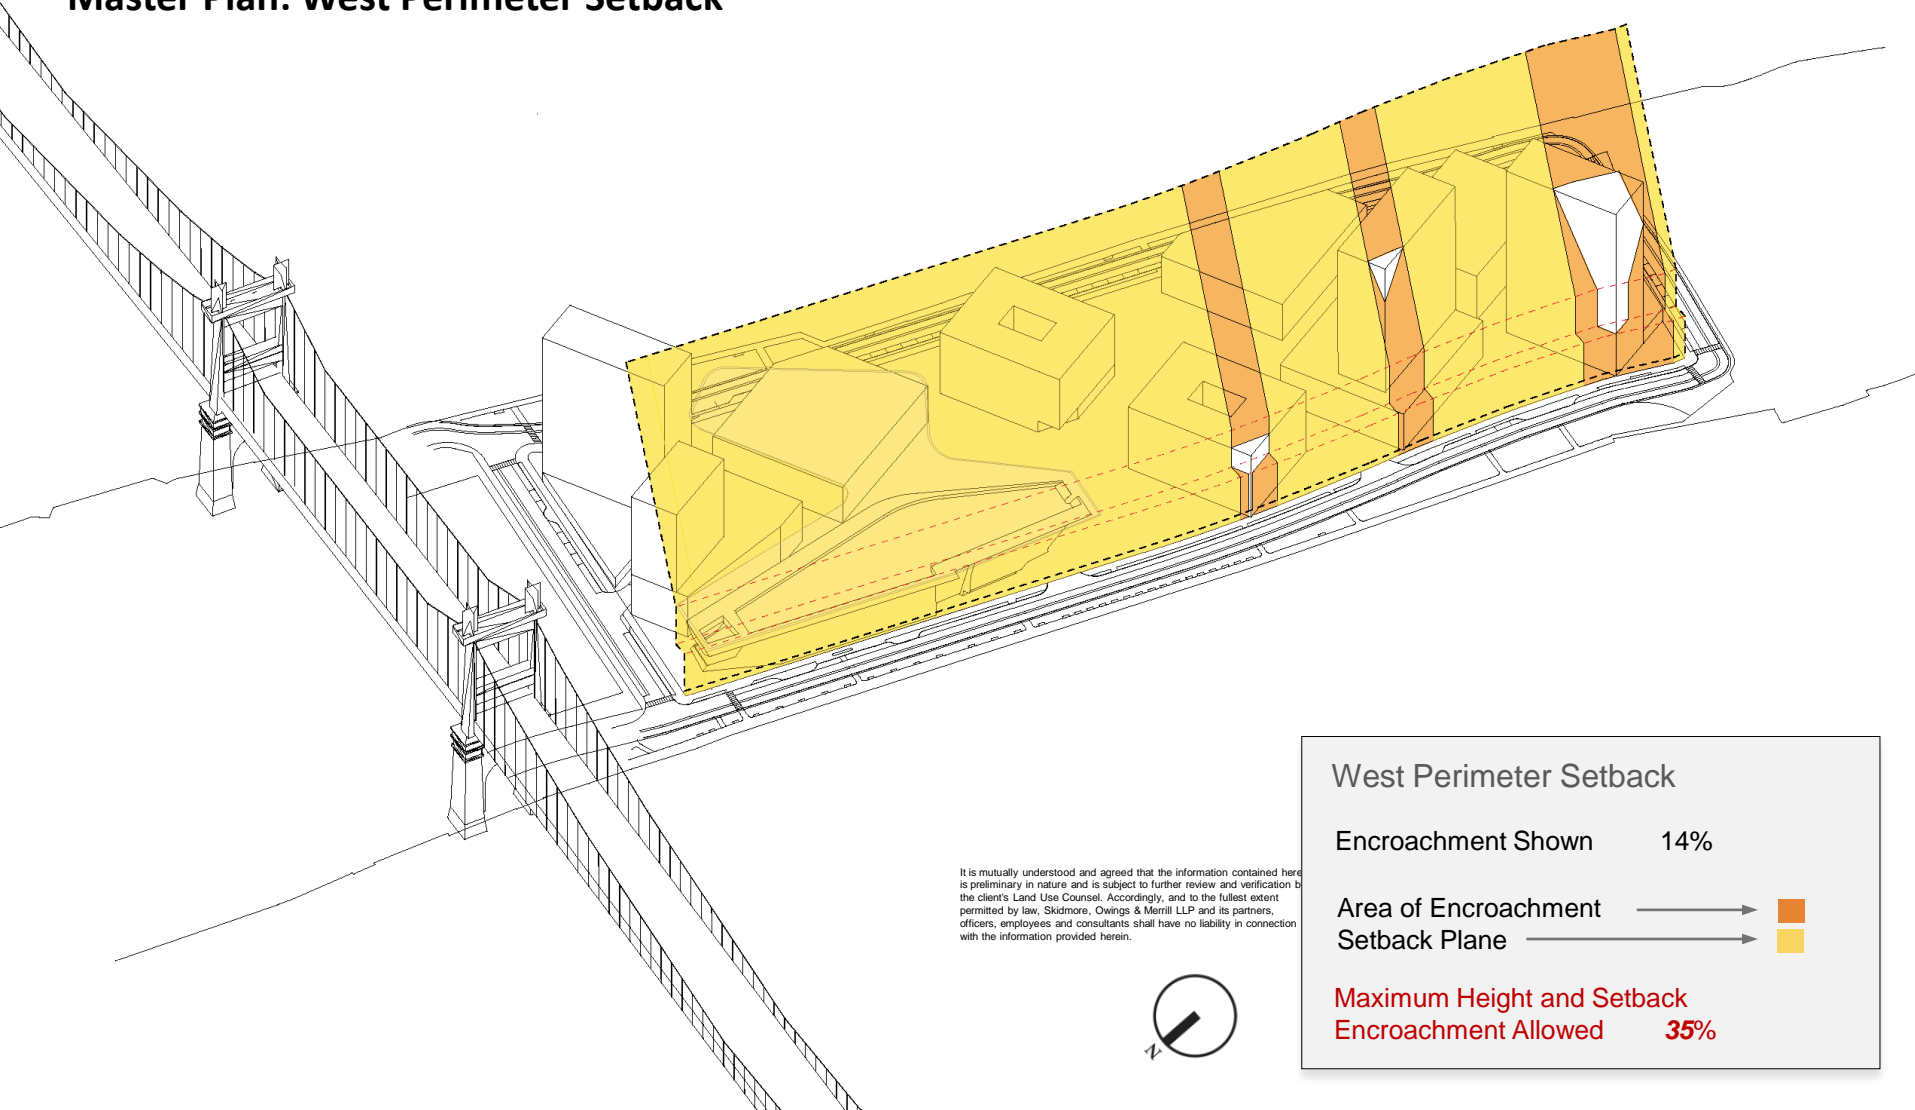 Master Plan: West Perimeter Setback
West Perimeter Setback
Encroachment Shown 14%
Area of Encroachment
Setback Plane
Maximum Height and Setback
Encroachment Allowed 35%
It is mutually understood and agreed that the information contained here
is preliminary in nature and is subject to further review and verification b
the client's Land Use Counsel. Accordingly, and to the fullest extent
permitted by law, Skidmore, Owings & Merrill LLP and its partners,
officers, employees and consultants shall have no liability in connection
with the information provided herein.
N